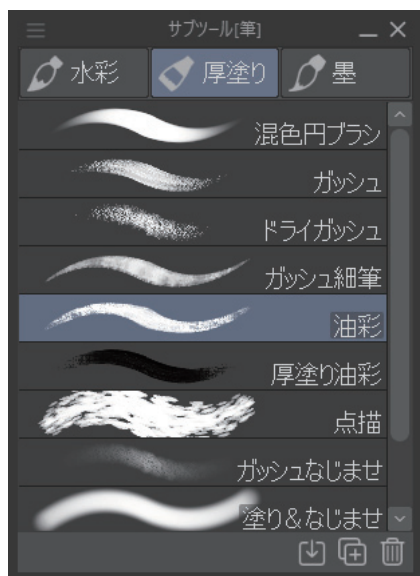 サブツール[筆]
水彩 厚塗り 墨
混色円ブラシ
ガッシュ
ドライガッシュ
ガッシュ細筆
油彩
厚塗り油彩
点描
ガッシュなじませ
塗り&なじませ